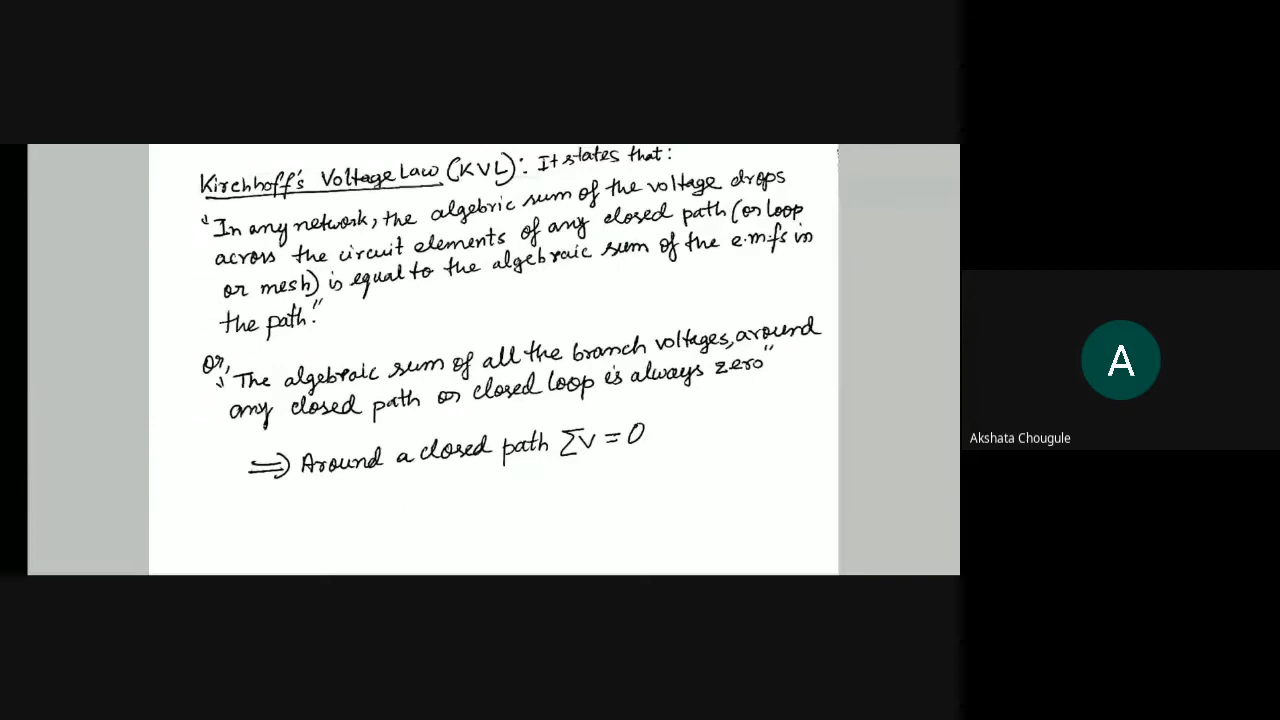 Kirchhoff's Voltage Law (KVL): It states that:
"In any network, the algebric sum of the voltage drops
across the circuit elements of any closed path (or loop
or mesh) is equal to the algebraic sum of the e.m.fs in
the path."
Or,
"The algebraic sum of all the branch voltages, around
any closed path or closed loop is always zero"
⇒ Around a closed path ΣV = 0
A
Akshata Chougule